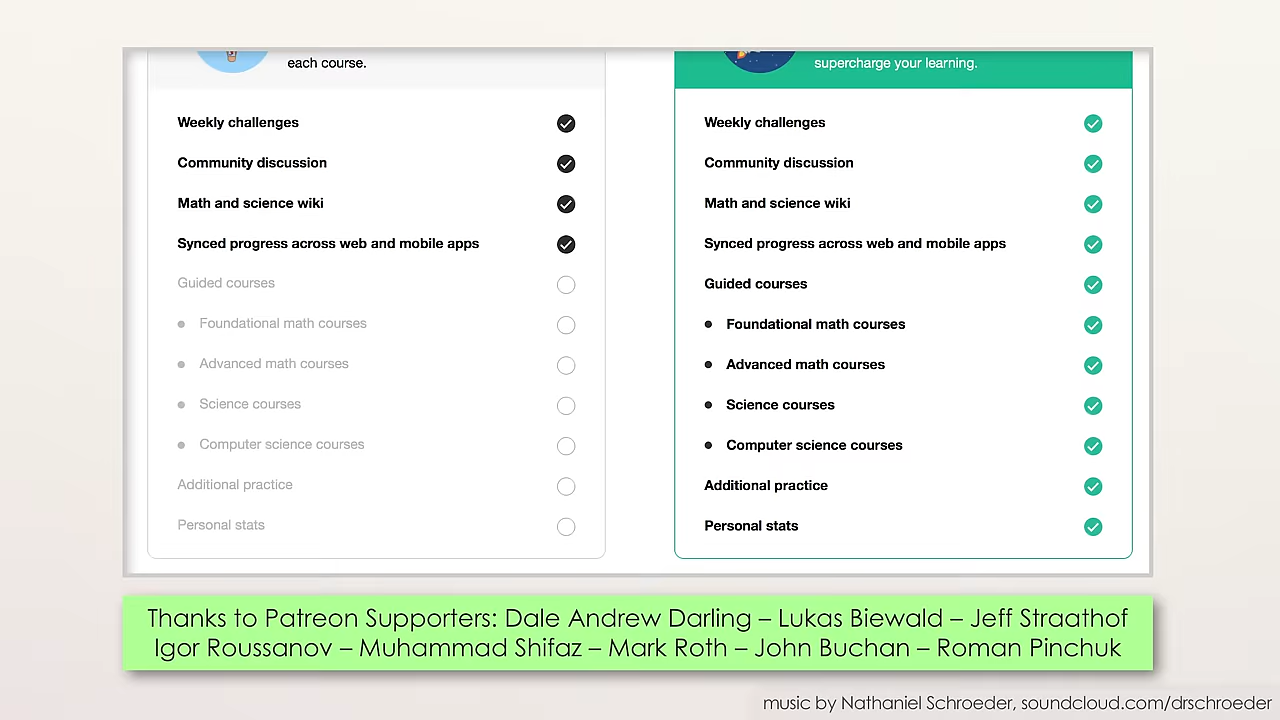 each course.
Weekly challenges
Community discussion
Math and science wiki
Synced progress across web and mobile apps
Guided courses
• Foundational math courses
• Advanced math courses
• Science courses
• Computer science courses
Additional practice
Personal stats
supercharge your learning.
Weekly challenges
Community discussion
Math and science wiki
Synced progress across web and mobile apps
Guided courses
• Foundational math courses
• Advanced math courses
• Science courses
• Computer science courses
Additional practice
Personal stats
Thanks to Patreon Supporters: Dale Andrew Darling – Lukas Biewald – Jeff Straathof
Igor Roussanov – Muhammad Shifaz – Mark Roth – John Buchan – Roman Pinchuk
music by Nathaniel Schroeder, soundcloud.com/drschroeder